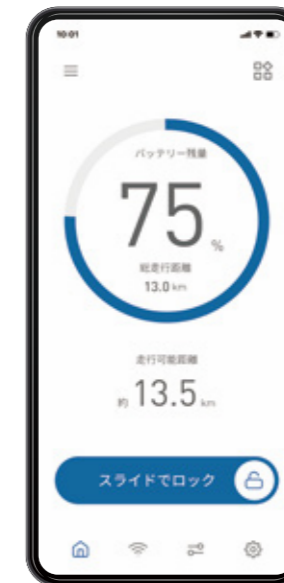 10:01
バッテリー残量
75 %
総走行距離
13.0 km
走行可能距離
約 13.5 km
スライドでロック